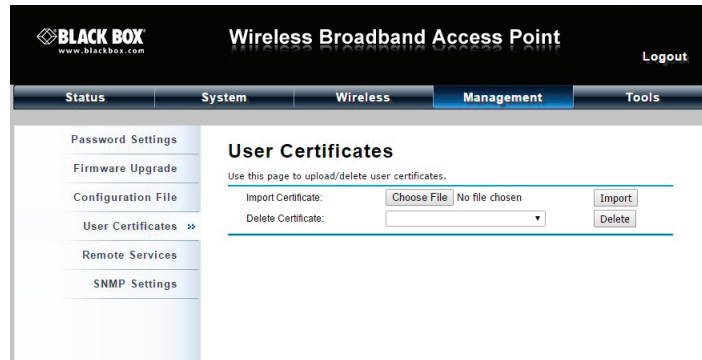 BLACK BOX®
www.blackbox.com
Wireless Broadband Access Point
Logout
Status System Wireless Management Tools
Password Settings
Firmware Upgrade
Configuration File
User Certificates »
Remote Services
SNMP Settings
User Certificates
Use this page to upload/delete user certificates.
Import Certificate: Choose File No file chosen Import
Delete Certificate: Delete